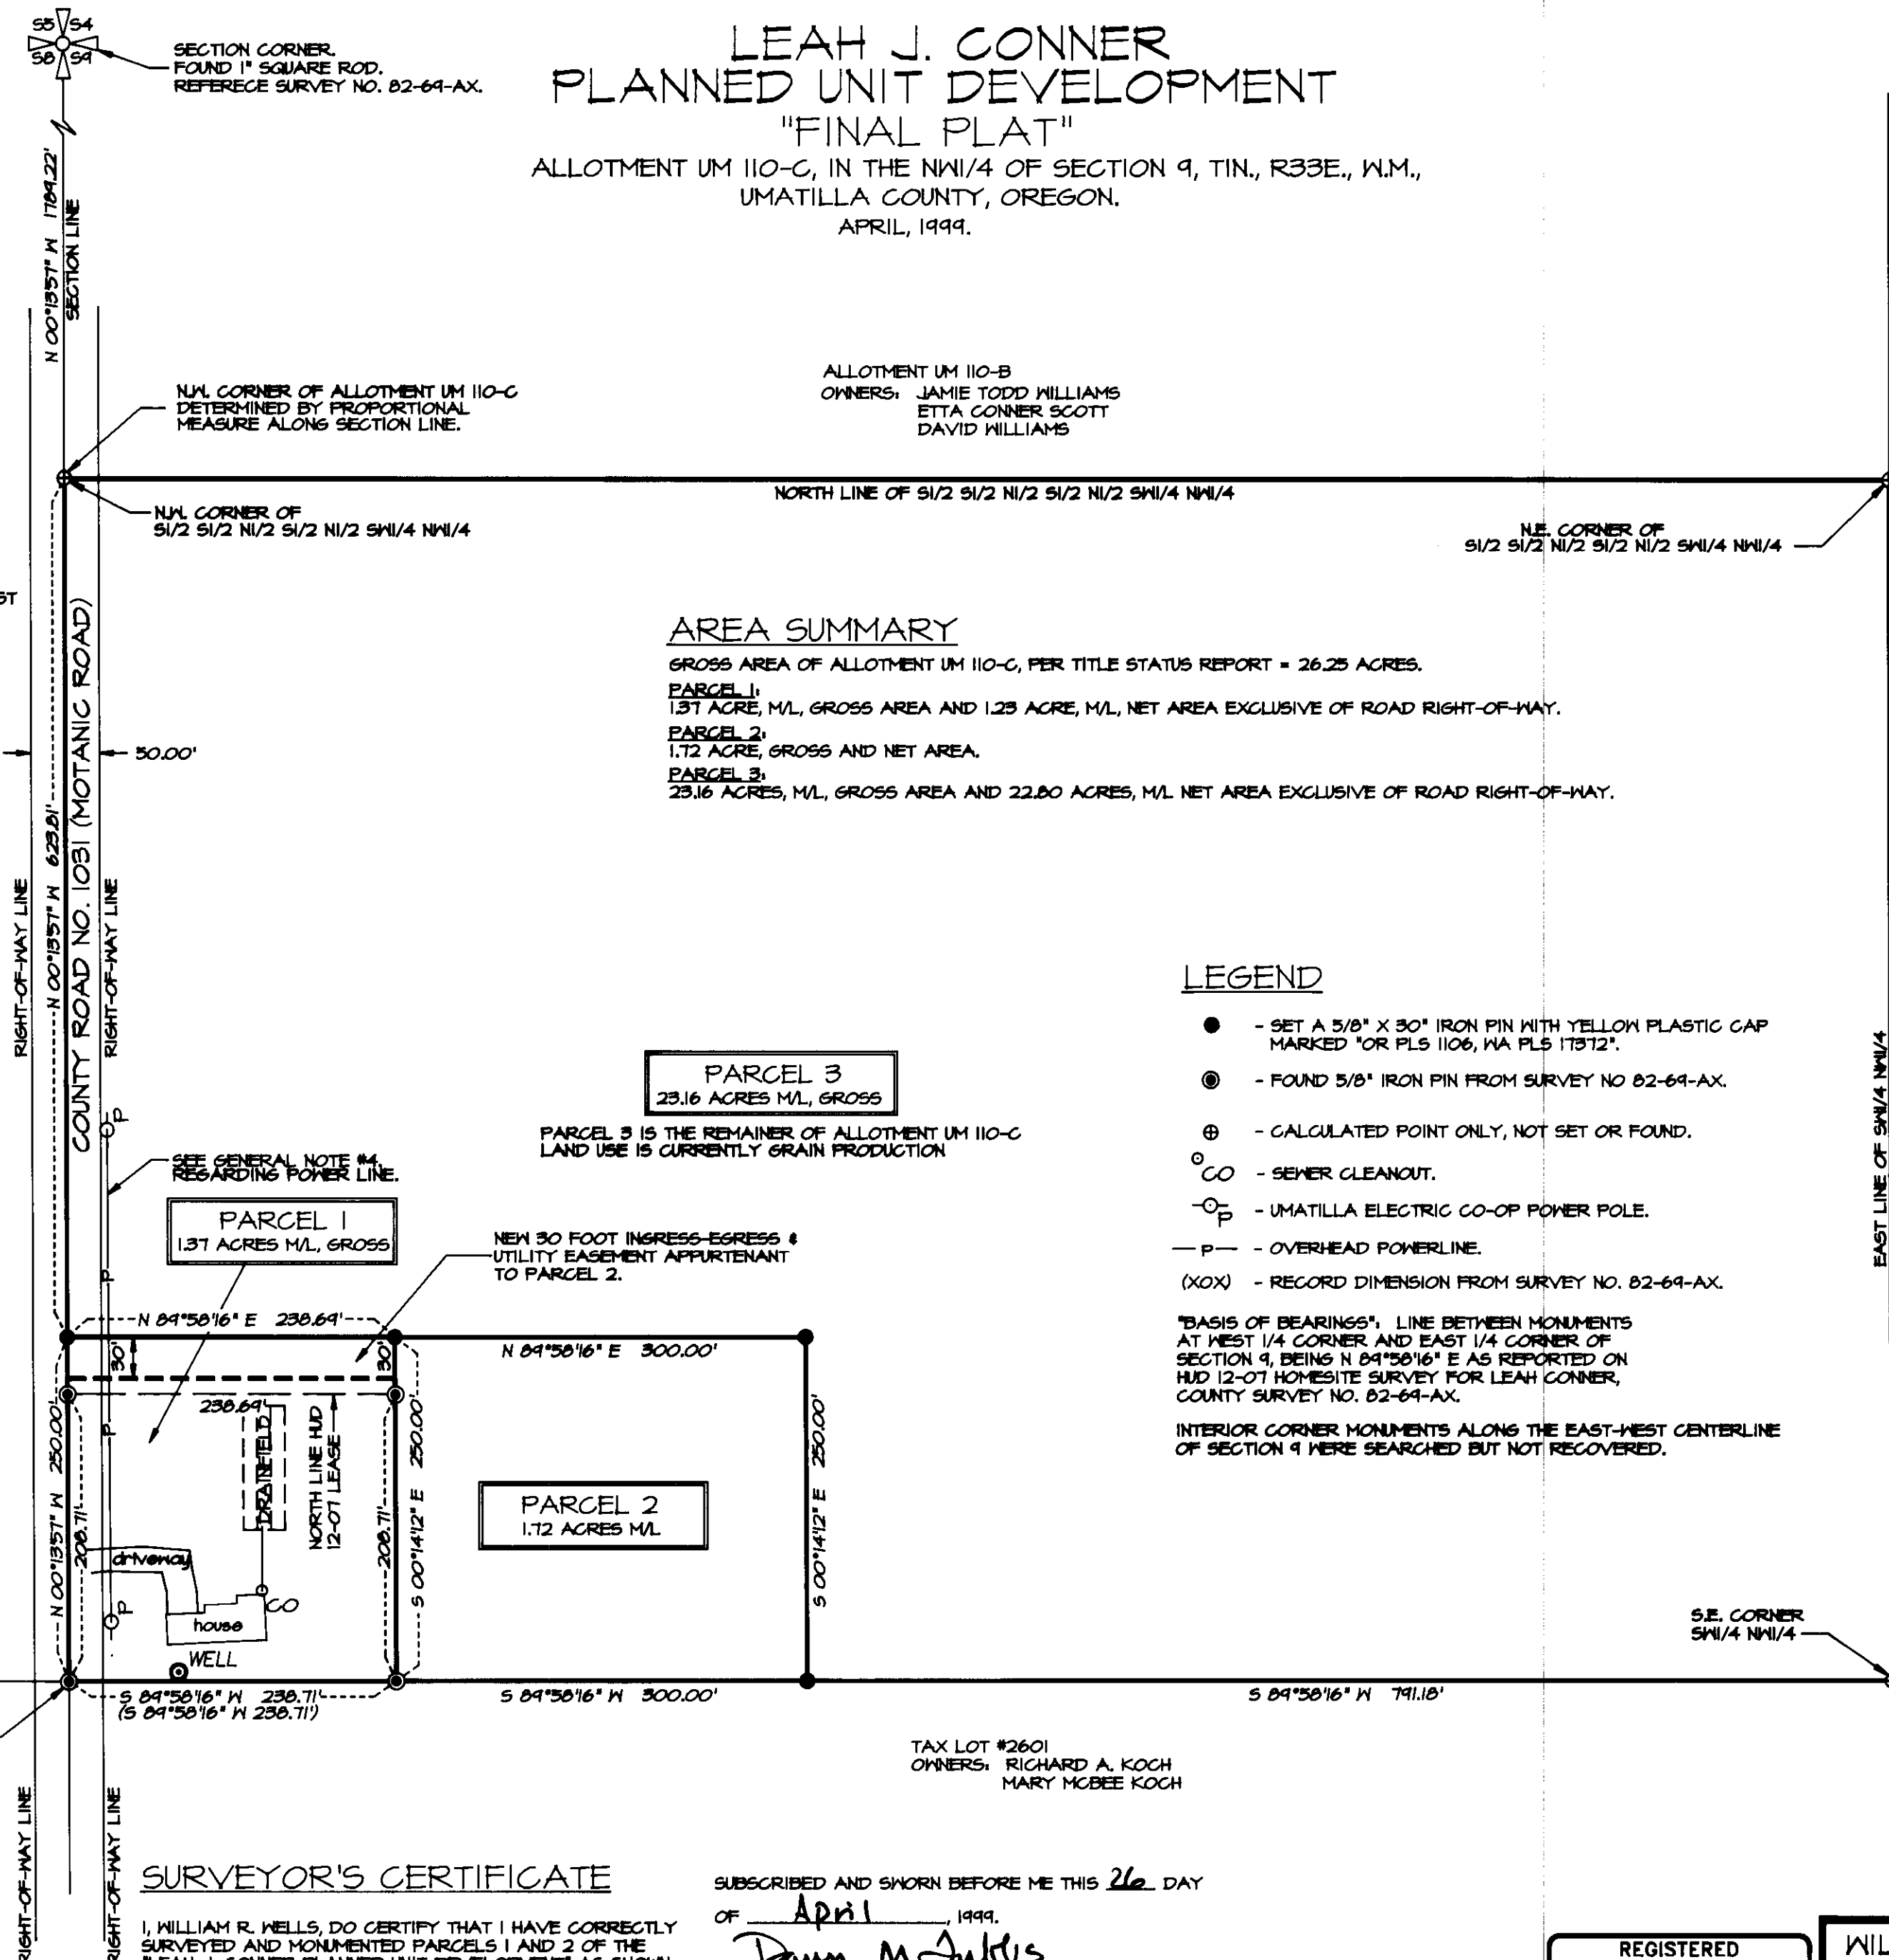 S5 S4
S8 S9
SECTION CORNER.
FOUND 1" SQUARE ROD.
REFERECE SURVEY NO. 82-69-AX.
LEAH J. CONNER
PLANNED UNIT DEVELOPMENT
"FINAL PLAT"
ALLOTMENT UM 110-C, IN THE NW1/4 OF SECTION 9, T1N., R33E., W.M.,
UMATILLA COUNTY, OREGON.
APRIL, 1999.
N 00°13'57" W 1789.22'
SECTION LINE
N.W. CORNER OF ALLOTMENT UM 110-C
DETERMINED BY PROPORTIONAL
MEASURE ALONG SECTION LINE.
ALLOTMENT UM 110-B
OWNERS: JAMIE TODD WILLIAMS
ETTA CONNER SCOTT
DAVID WILLIAMS
NORTH LINE OF S1/2 S1/2 N1/2 S1/2 N1/2 SW1/4 NW1/4
N.W. CORNER OF
S1/2 S1/2 N1/2 S1/2 N1/2 SW1/4 NW1/4
N.E. CORNER OF
S1/2 S1/2 N1/2 S1/2 N1/2 SW1/4 NW1/4
ST
AREA SUMMARY
GROSS AREA OF ALLOTMENT UM 110-C, PER TITLE STATUS REPORT = 26.25 ACRES.
PARCEL 1:
1.37 ACRE, M/L, GROSS AREA AND 1.23 ACRE, M/L, NET AREA EXCLUSIVE OF ROAD RIGHT-OF-WAY.
PARCEL 2:
1.72 ACRE, GROSS AND NET AREA.
PARCEL 3:
23.16 ACRES, M/L, GROSS AREA AND 22.80 ACRES, M/L NET AREA EXCLUSIVE OF ROAD RIGHT-OF-WAY.
50.00'
N 00°13'57" W 623.81'
COUNTY ROAD NO. 1031 (MOTANIC ROAD)
RIGHT-OF-WAY LINE
RIGHT-OF-WAY LINE
LEGEND
- SET A 5/8" X 30" IRON PIN WITH YELLOW PLASTIC CAP
MARKED "OR PLS 1106, WA PLS 17372".
- FOUND 5/8" IRON PIN FROM SURVEY NO 82-69-AX.
- CALCULATED POINT ONLY, NOT SET OR FOUND.
CO - SEWER CLEANOUT.
P - UMATILLA ELECTRIC CO-OP POWER POLE.
P - OVERHEAD POWERLINE.
(XOX) - RECORD DIMENSION FROM SURVEY NO. 82-69-AX.
"BASIS OF BEARINGS": LINE BETWEEN MONUMENTS
AT WEST 1/4 CORNER AND EAST 1/4 CORNER OF
SECTION 9, BEING N 89°58'16" E AS REPORTED ON
HUD 12-07 HOMESITE SURVEY FOR LEAH CONNER,
COUNTY SURVEY NO. 82-69-AX.
INTERIOR CORNER MONUMENTS ALONG THE EAST-WEST CENTERLINE
OF SECTION 9 WERE SEARCHED BUT NOT RECOVERED.
EAST LINE OF SW1/4 NW1/4
PARCEL 3
23.16 ACRES M/L, GROSS
PARCEL 3 IS THE REMAINER OF ALLOTMENT UM 110-C
LAND USE IS CURRENTLY GRAIN PRODUCTION
P
SEE GENERAL NOTE #4,
REGARDING POWER LINE.
PARCEL 1
1.37 ACRES M/L, GROSS
P
NEW 30 FOOT INGRESS-EGRESS &
UTILITY EASEMENT APPURTENANT
TO PARCEL 2.
N 89°58'16" E 238.69'
N 89°58'16" E 300.00'
30'
30'
238.69'
P
DRAINFIELD
NORTH LINE HUD
12-07 LEASE
N 00°13'57" W 250.00'
208.71'
208.71'
S 00°14'12" E 250.00'
S 00°14'12" E 250.00'
PARCEL 2
1.72 ACRES M/L
driveway
P
house
CO
WELL
S.E. CORNER
SW1/4 NW1/4
S 89°58'16" W 238.71'
(S 89°58'16" W 238.71')
S 89°58'16" W 300.00'
S 89°58'16" W 791.18'
TAX LOT #2601
OWNERS: RICHARD A. KOCH
MARY MCBEE KOCH
RIGHT-OF-WAY LINE
RIGHT-OF-WAY LINE
SURVEYOR'S CERTIFICATE
I, WILLIAM R. WELLS, DO CERTIFY THAT I HAVE CORRECTLY
SURVEYED AND MONUMENTED PARCELS 1 AND 2 OF THE
SUBSCRIBED AND SWORN BEFORE ME THIS 26 DAY
OF April, 1999.
REGISTERED
WIL